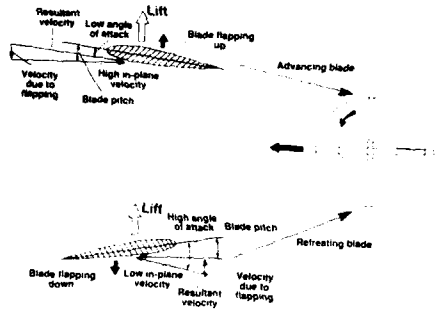 Lift
Resultant
velocity
Low angle
of attack
Blade flapping
up
Velocity
due to
flapping
High in-plane
velocity
Blade pitch
Advancing blade
Lift
High angle
of attack
Blade pitch
Retreating blade
Blade flapping
down
Low in-plane
velocity
Resultant
velocity
Velocity
due to
flapping